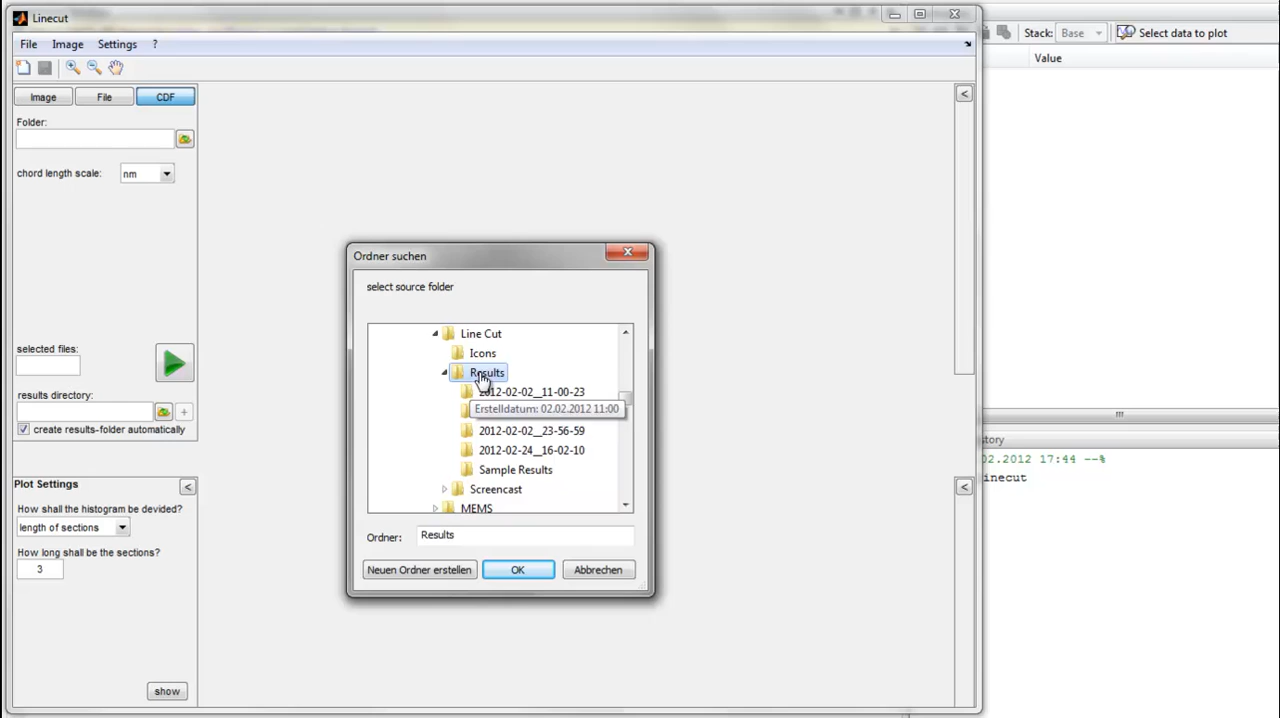 Linecut
File Image Settings ?
Stack: Base Select data to plot
Value
Image File CDF
Folder:
chord length scale: nm
selected files:
results directory:
create results-folder automatically
Plot Settings
How shall the histogram be devided?
length of sections
How long shall be the sections?
3
show
Ordner suchen
select source folder
Line Cut
Icons
Results
2012-02-02__11-00-23
Erstelldatum: 02.02.2012 11:00
2012-02-02__23-56-59
2012-02-24__16-02-10
Sample Results
Screencast
MEMS
Ordner: Results
Neuen Ordner erstellen OK Abbrechen
story
02.2012 17:44 --%
inecut